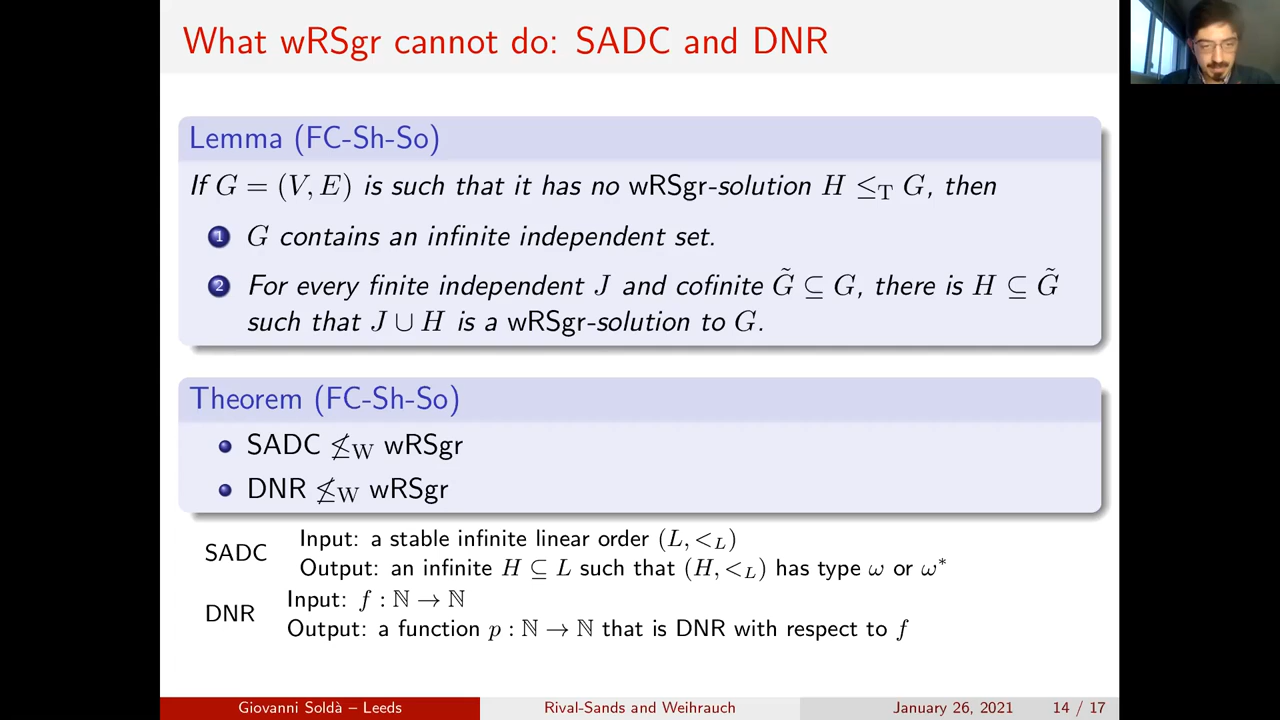 What wRSgr cannot do: SADC and DNR
Lemma (FC-Sh-So)
If G = (V, E) is such that it has no wRSgr-solution H ≤_T G, then
1 G contains an infinite independent set.
2 For every finite independent J and cofinite G̃ ⊆ G, there is H ⊆ G̃
such that J ∪ H is a wRSgr-solution to G.
Theorem (FC-Sh-So)
• SADC ≰_W wRSgr
• DNR ≰_W wRSgr
SADC
Input: a stable infinite linear order (L, <_L)
Output: an infinite H ⊆ L such that (H, <_L) has type ω or ω*
DNR
Input: f : ℕ → ℕ
Output: a function p : ℕ → ℕ that is DNR with respect to f
Giovanni Soldà – Leeds
Rival-Sands and Weihrauch
January 26, 2021
14 / 17